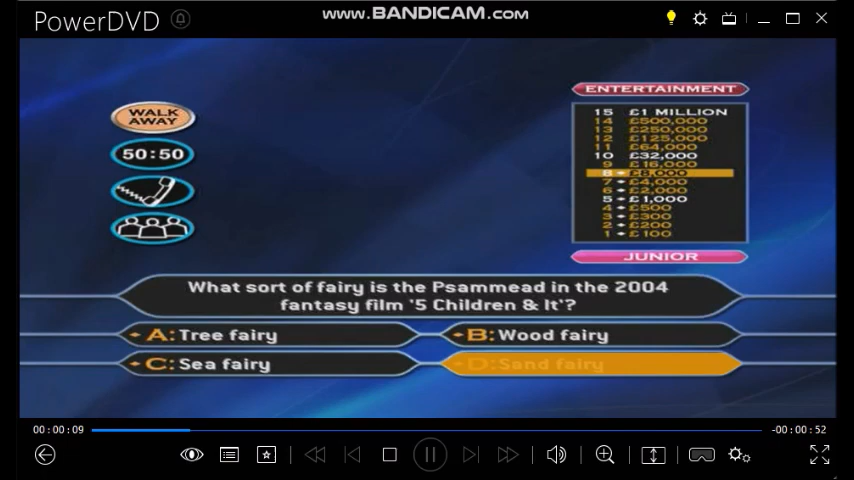 PowerDVD
www.BANDICAM.com
WALK
AWAY
50:50
ENTERTAINMENT
15 £1 MILLION
14 £500,000
13 £250,000
12 £125,000
11 £64,000
10 £32,000
9 £16,000
8 £8,000
7 £4,000
6 £2,000
5 £1,000
4 £500
3 £300
2 £200
1 £100
JUNIOR
What sort of fairy is the Psammead in the 2004
fantasy film '5 Children & It'?
A: Tree fairy
B: Wood fairy
C: Sea fairy
D: Sand fairy
00:00:09
-00:00:52